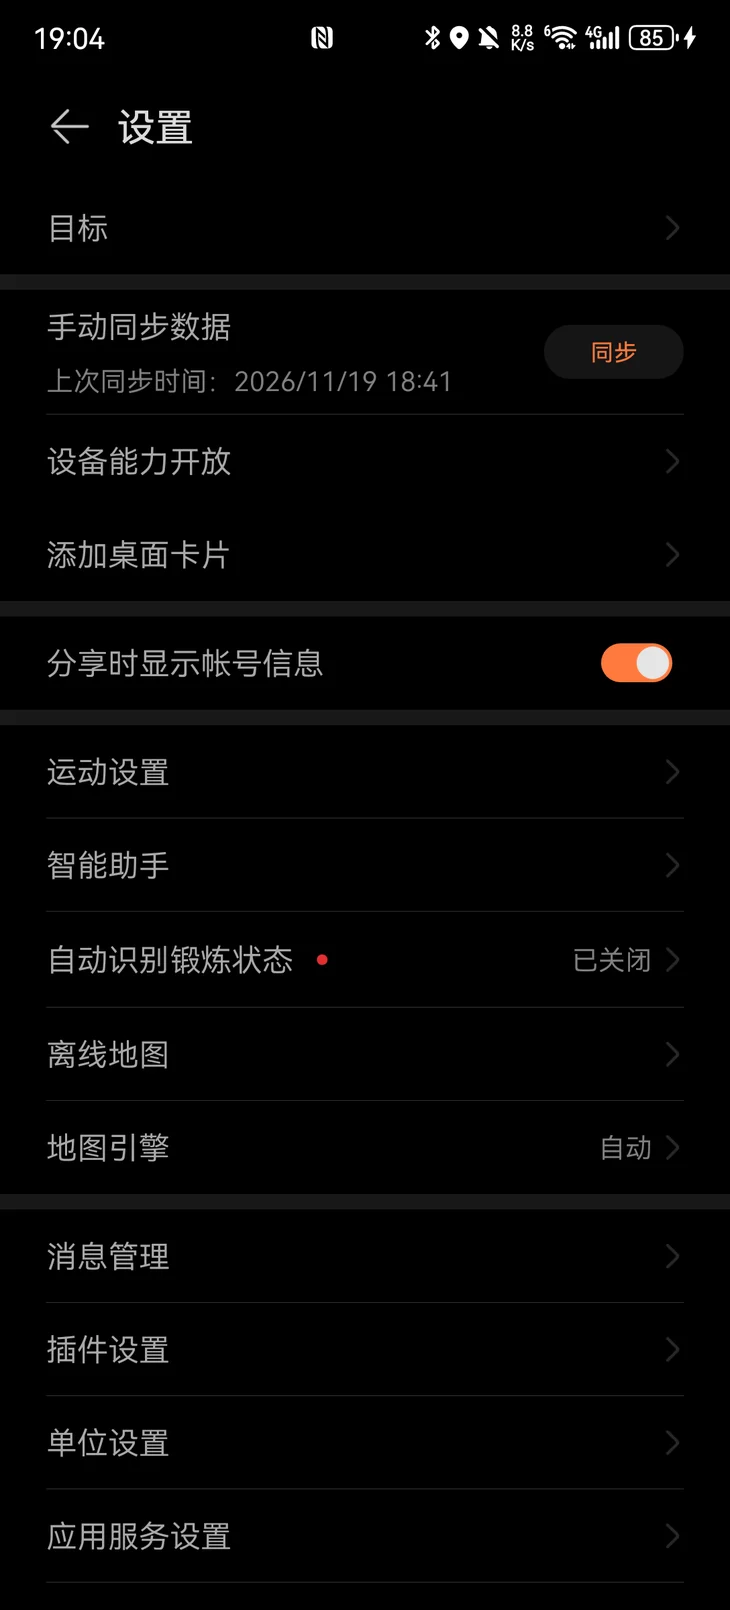 19:04 8.8 K/s 6 4G 85
设置
目标
手动同步数据
上次同步时间：2026/11/19 18:41
同步
设备能力开放
添加桌面卡片
分享时显示帐号信息
运动设置
智能助手
自动识别锻炼状态 已关闭
离线地图
地图引擎 自动
消息管理
插件设置
单位设置
应用服务设置